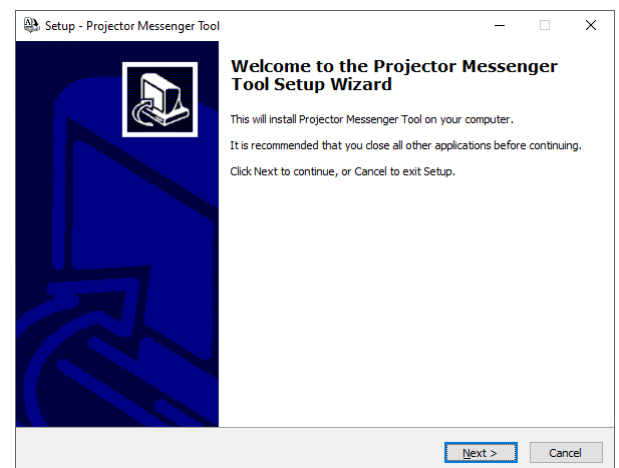 Setup - Projector Messenger Tool
Welcome to the Projector Messenger
Tool Setup Wizard
This will install Projector Messenger Tool on your computer.
It is recommended that you close all other applications before continuing.
Click Next to continue, or Cancel to exit Setup.
Next >
Cancel